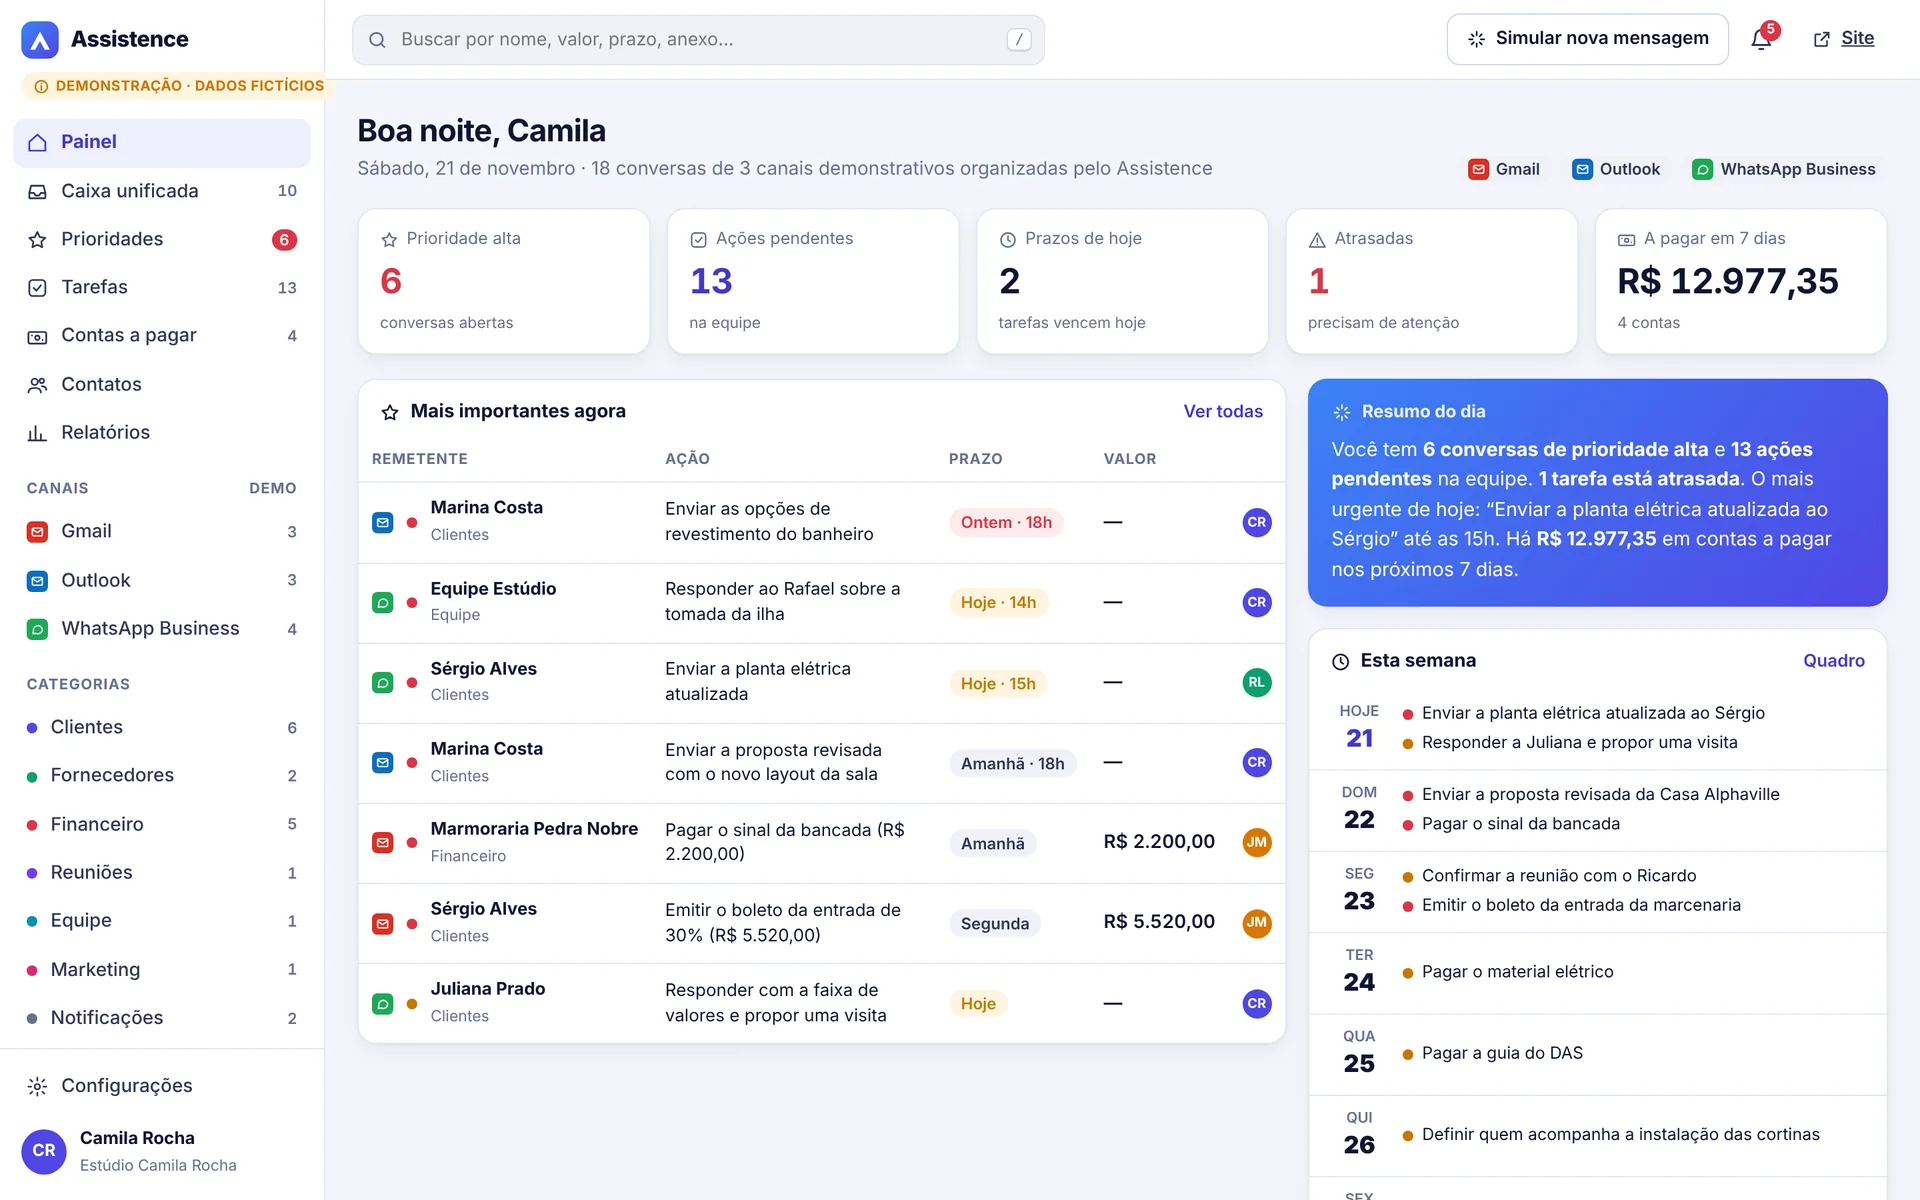 Assistence
DEMONSTRAÇÃO · DADOS FICTÍCIOS
Painel
Caixa unificada 10
Prioridades 6
Tarefas 13
Contas a pagar 4
Contatos
Relatórios
CANAIS DEMO
Gmail 3
Outlook 3
WhatsApp Business 4
CATEGORIAS
Clientes 6
Fornecedores 2
Financeiro 5
Reuniões 1
Equipe 1
Marketing 1
Notificações 2
Configurações
CR
Camila Rocha
Estúdio Camila Rocha
Buscar por nome, valor, prazo, anexo... /
Simular nova mensagem
5
Site
Boa noite, Camila
Sábado, 21 de novembro · 18 conversas de 3 canais demonstrativos organizadas pelo Assistence
Gmail
Outlook
WhatsApp Business
Prioridade alta
6
conversas abertas
Ações pendentes
13
na equipe
Prazos de hoje
2
tarefas vencem hoje
Atrasadas
1
precisam de atenção
A pagar em 7 dias
R$ 12.977,35
4 contas
Mais importantes agora
Ver todas
REMETENTE AÇÃO PRAZO VALOR
Marina Costa
Clientes
Enviar as opções de
revestimento do banheiro
Ontem · 18h
—
CR
Equipe Estúdio
Equipe
Responder ao Rafael sobre a
tomada da ilha
Hoje · 14h
—
CR
Sérgio Alves
Clientes
Enviar a planta elétrica
atualizada
Hoje · 15h
—
RL
Marina Costa
Clientes
Enviar a proposta revisada
com o novo layout da sala
Amanhã · 18h
—
CR
Marmoraria Pedra Nobre
Financeiro
Pagar o sinal da bancada (R$
2.200,00)
Amanhã
R$ 2.200,00
JM
Sérgio Alves
Clientes
Emitir o boleto da entrada de
30% (R$ 5.520,00)
Segunda
R$ 5.520,00
JM
Juliana Prado
Clientes
Responder com a faixa de
valores e propor uma visita
Hoje
—
CR
Resumo do dia
Você tem 6 conversas de prioridade alta e 13 ações
pendentes na equipe. 1 tarefa está atrasada. O mais
urgente de hoje: “Enviar a planta elétrica atualizada ao
Sérgio” até as 15h. Há R$ 12.977,35 em contas a pagar
nos próximos 7 dias.
Esta semana
Quadro
HOJE
21
Enviar a planta elétrica atualizada ao Sérgio
Responder a Juliana e propor uma visita
DOM
22
Enviar a proposta revisada da Casa Alphaville
Pagar o sinal da bancada
SEG
23
Confirmar a reunião com o Ricardo
Emitir o boleto da entrada da marcenaria
TER
24
Pagar o material elétrico
QUA
25
Pagar a guia do DAS
QUI
26
Definir quem acompanha a instalação das cortinas
SEX